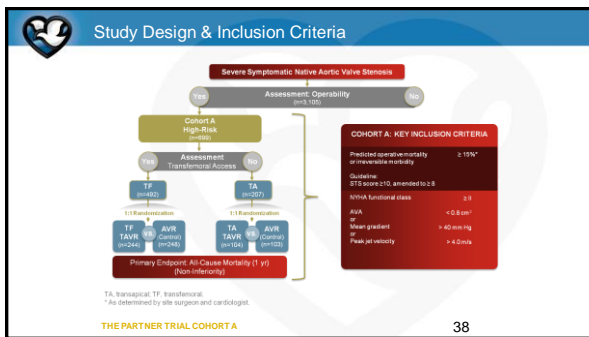 Study Design & Inclusion Criteria
Severe Symptomatic Native Aortic Valve Stenosis
Assessment: Operability
(n=3,105)
Yes
No
Cohort A
High-Risk
(n=699)
Assessment
Transfemoral Access
Yes
No
TF
(n=492)
TA
(n=207)
1:1 Randomization
1:1 Randomization
TF
TAVR
(n=244)
vs.
AVR
(Control)
(n=248)
TA
TAVR
(n=104)
vs.
AVR
(Control)
(n=103)
Primary Endpoint: All-Cause Mortality (1 yr)
(Non-Inferiority)
COHORT A: KEY INCLUSION CRITERIA
Predicted operative mortality ≥ 15%*
or irreversible morbidity
Guideline:
STS score ≥10, amended to ≥ 8
NYHA functional class ≥ II
AVA < 0.8 cm²
or
Mean gradient > 40 mm Hg
or
Peak jet velocity > 4.0 m/s
TA, transapical; TF, transfemoral.
* As determined by site surgeon and cardiologist.
THE PARTNER TRIAL COHORT A
38